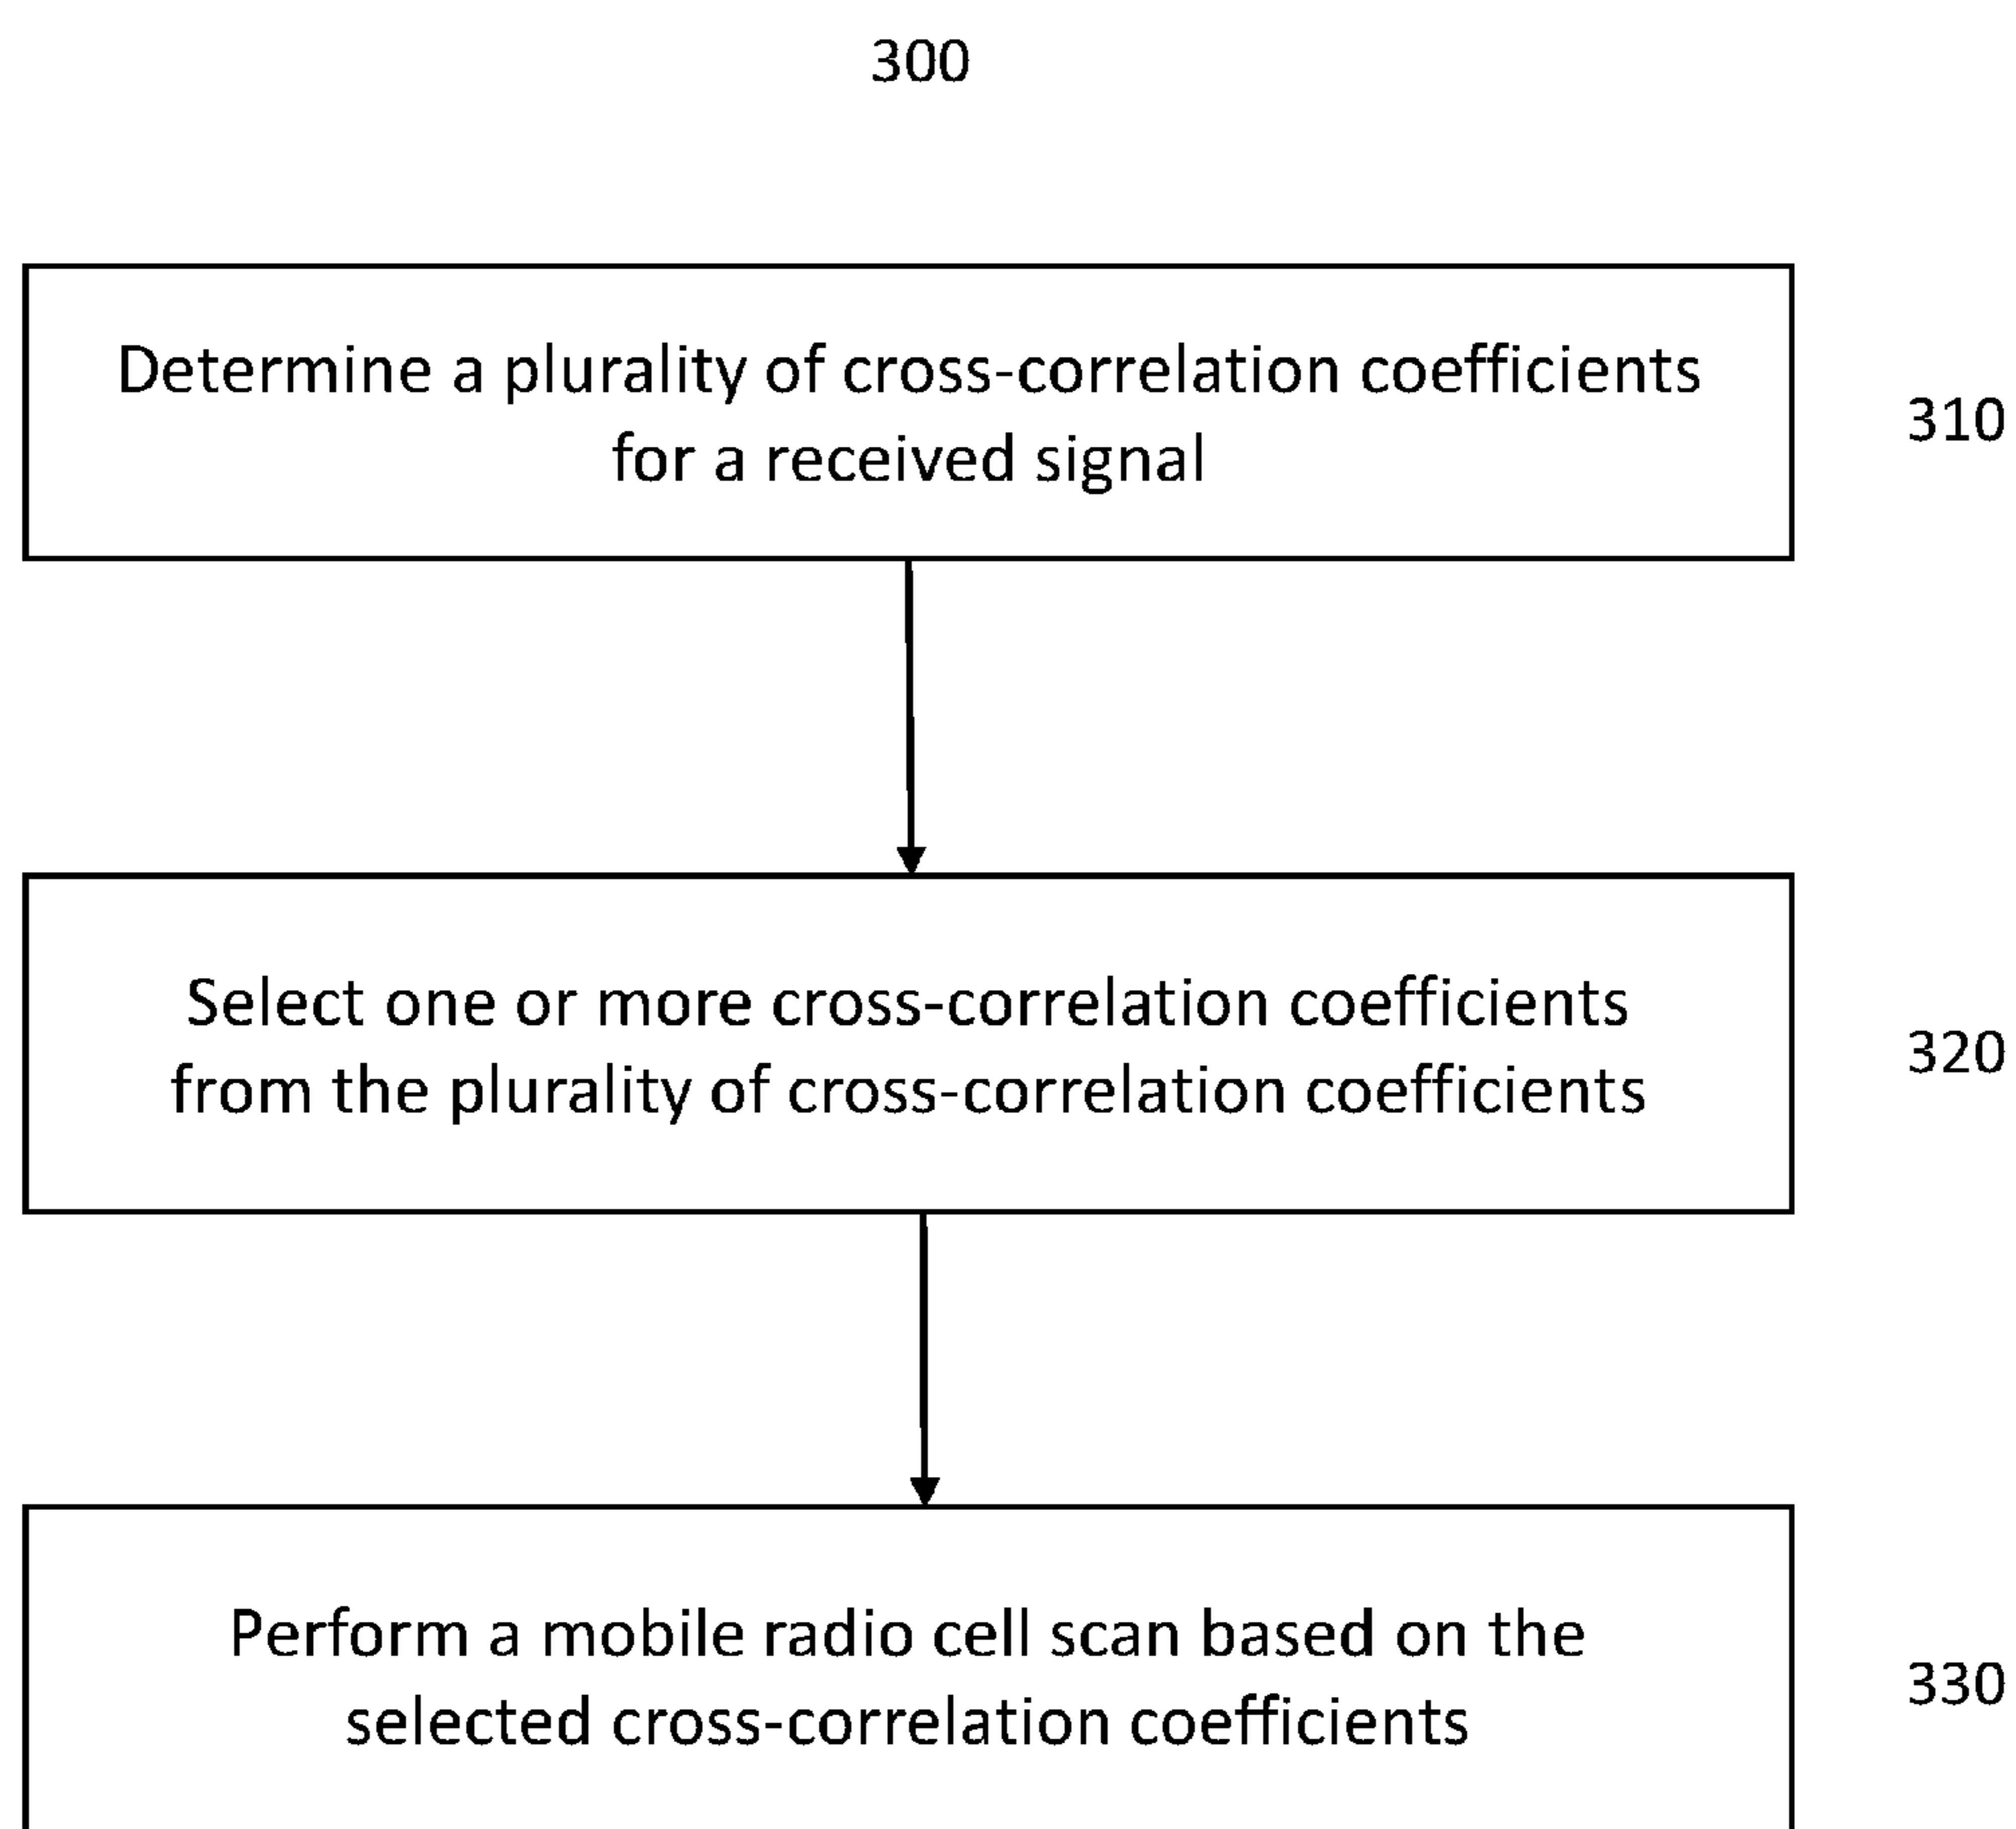 300
Determine a plurality of cross-correlation coefficients
for a received signal
310
Select one or more cross-correlation coefficients
from the plurality of cross-correlation coefficients
320
Perform a mobile radio cell scan based on the
selected cross-correlation coefficients
330